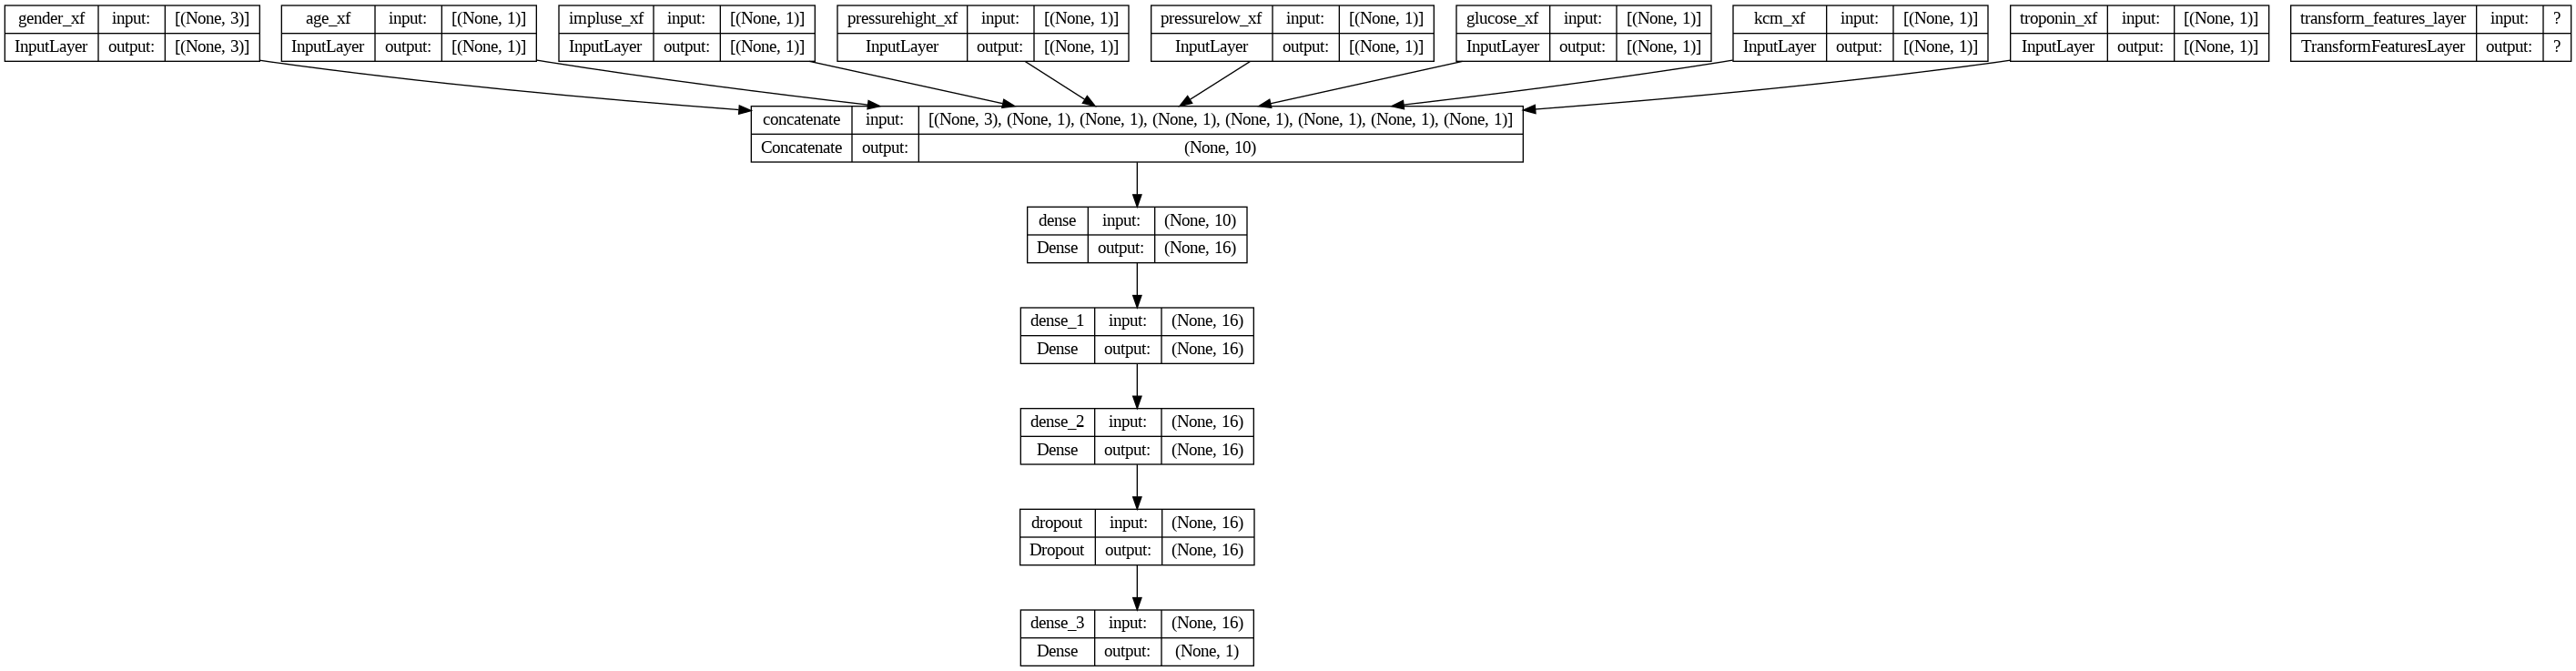 gender_xf input: [(None, 3)]
InputLayer output: [(None, 3)]
age_xf input: [(None, 1)]
InputLayer output: [(None, 1)]
impluse_xf input: [(None, 1)]
InputLayer output: [(None, 1)]
pressurehight_xf input: [(None, 1)]
InputLayer output: [(None, 1)]
pressurelow_xf input: [(None, 1)]
InputLayer output: [(None, 1)]
glucose_xf input: [(None, 1)]
InputLayer output: [(None, 1)]
kcm_xf input: [(None, 1)]
InputLayer output: [(None, 1)]
troponin_xf input: [(None, 1)]
InputLayer output: [(None, 1)]
transform_features_layer input: ?
TransformFeaturesLayer output: ?
concatenate input: [(None, 3), (None, 1), (None, 1), (None, 1), (None, 1), (None, 1), (None, 1), (None, 1)]
Concatenate output: (None, 10)
dense input: (None, 10)
Dense output: (None, 16)
dense_1 input: (None, 16)
Dense output: (None, 16)
dense_2 input: (None, 16)
Dense output: (None, 16)
dropout input: (None, 16)
Dropout output: (None, 16)
dense_3 input: (None, 16)
Dense output: (None, 1)